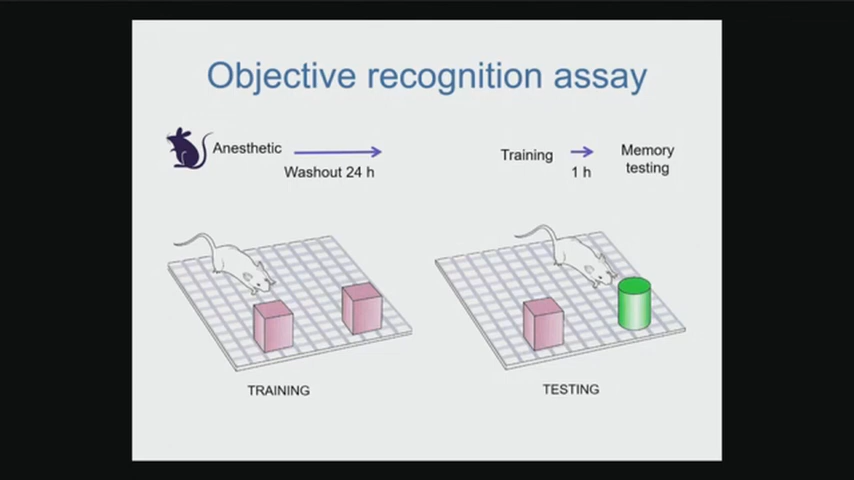 Objective recognition assay
Anesthetic
Washout 24 h
Training
1 h
Memory
testing
TRAINING
TESTING